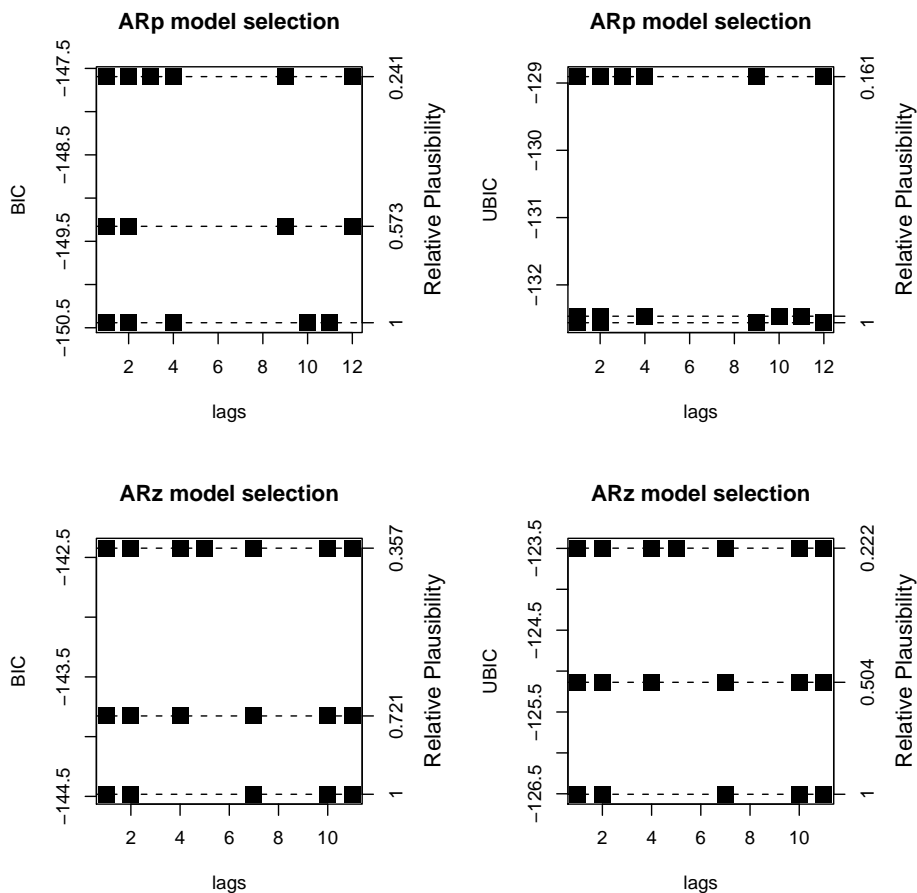 ARp model selection
BIC
−147.5
−148.5
−149.5
−150.5
0.241
0.573
1
Relative Plausibility
2 4 6 8 10 12
lags
ARp model selection
UBIC
−129
−130
−131
−132
0.161
1
Relative Plausibility
2 4 6 8 10 12
lags
ARz model selection
BIC
−142.5
−143.5
−144.5
0.357
0.721
1
Relative Plausibility
2 4 6 8 10
lags
ARz model selection
UBIC
−123.5
−124.5
−125.5
−126.5
0.222
0.504
1
Relative Plausibility
2 4 6 8 10
lags